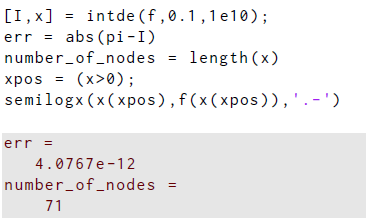 [I,x] = intde(f,0.1,1e10);
err = abs(pi-I)
number_of_nodes = length(x)
xpos = (x>0);
semilogx(x(xpos),f(x(xpos)),'.-')
err =
4.0767e-12
number_of_nodes =
71